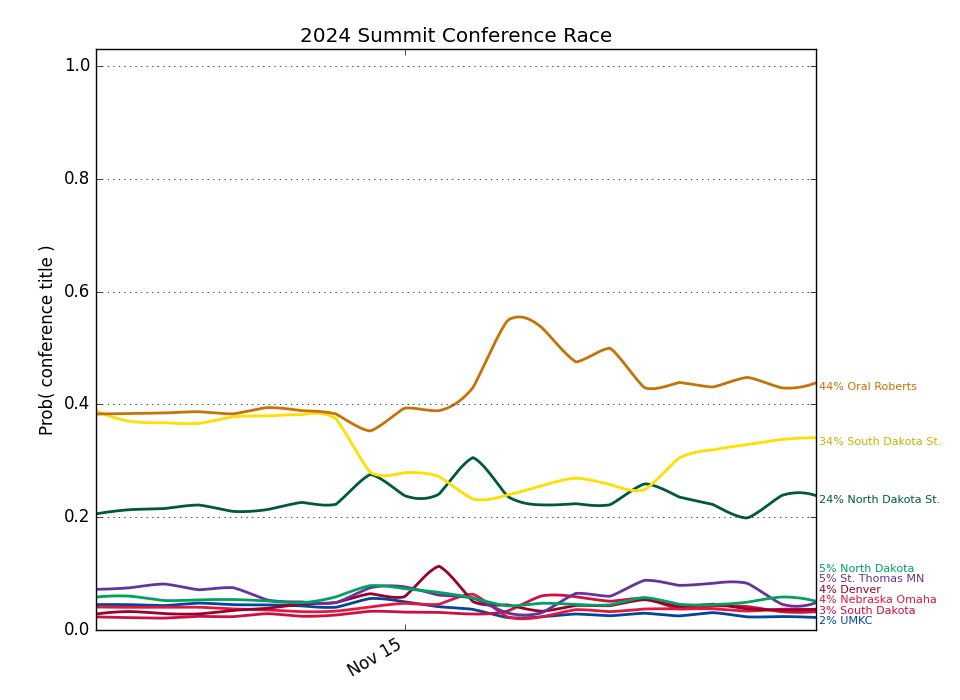 2024 Summit Conference Race
Prob( conference title )
1.0
0.8
0.6
0.4
0.2
0.0
Nov 15
44% Oral Roberts
34% South Dakota St.
24% North Dakota St.
5% North Dakota
5% St. Thomas MN
4% Denver
4% Nebraska Omaha
3% South Dakota
2% UMKC